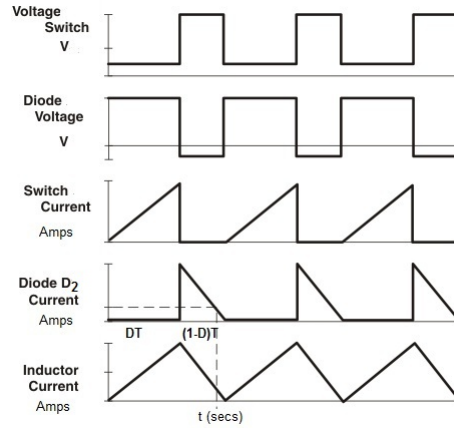 Voltage
Switch
V
Diode
Voltage
V
Switch
Current
Amps
Diode D2
Current
Amps
DT (1-D)T
Inductor
Current
Amps
t (secs)